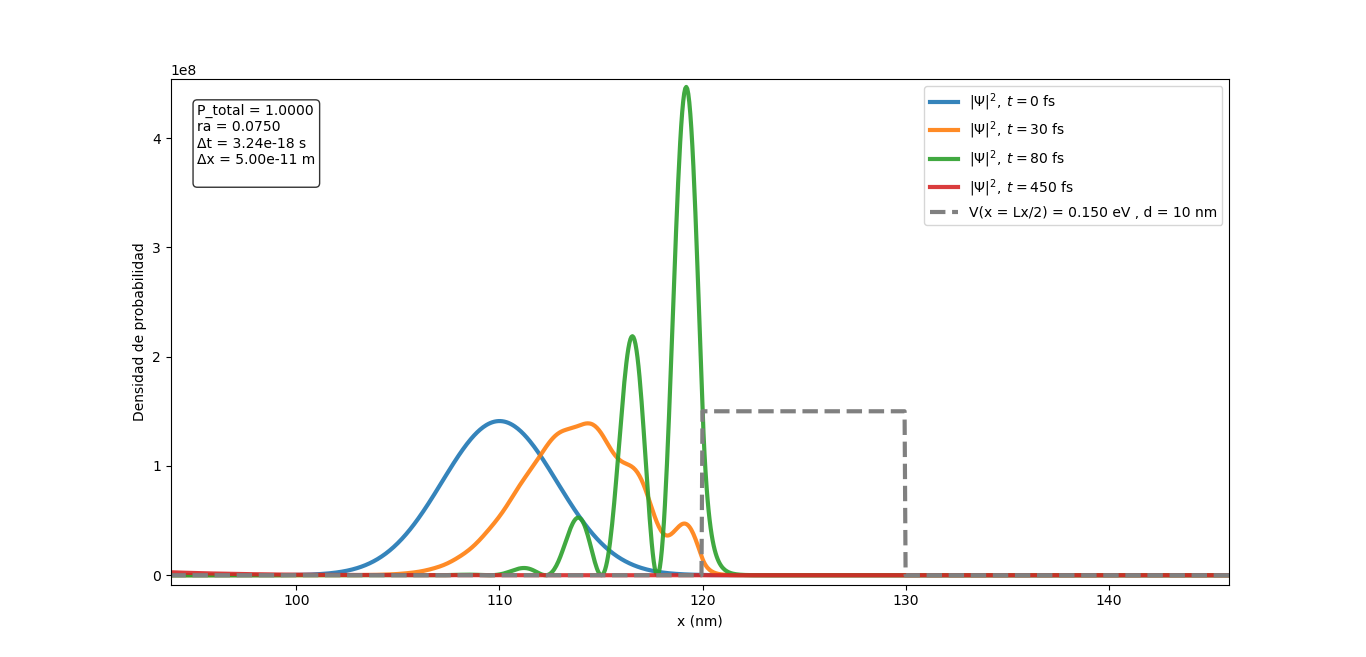 1e8
P_total = 1.0000
ra = 0.0750
Δt = 3.24e-18 s
Δx = 5.00e-11 m
|Ψ|², t = 0 fs
|Ψ|², t = 30 fs
|Ψ|², t = 80 fs
|Ψ|², t = 450 fs
V(x = Lx/2) = 0.150 eV , d = 10 nm
Densidad de probabilidad
4
3
2
1
0
100 110 120 130 140
x (nm)